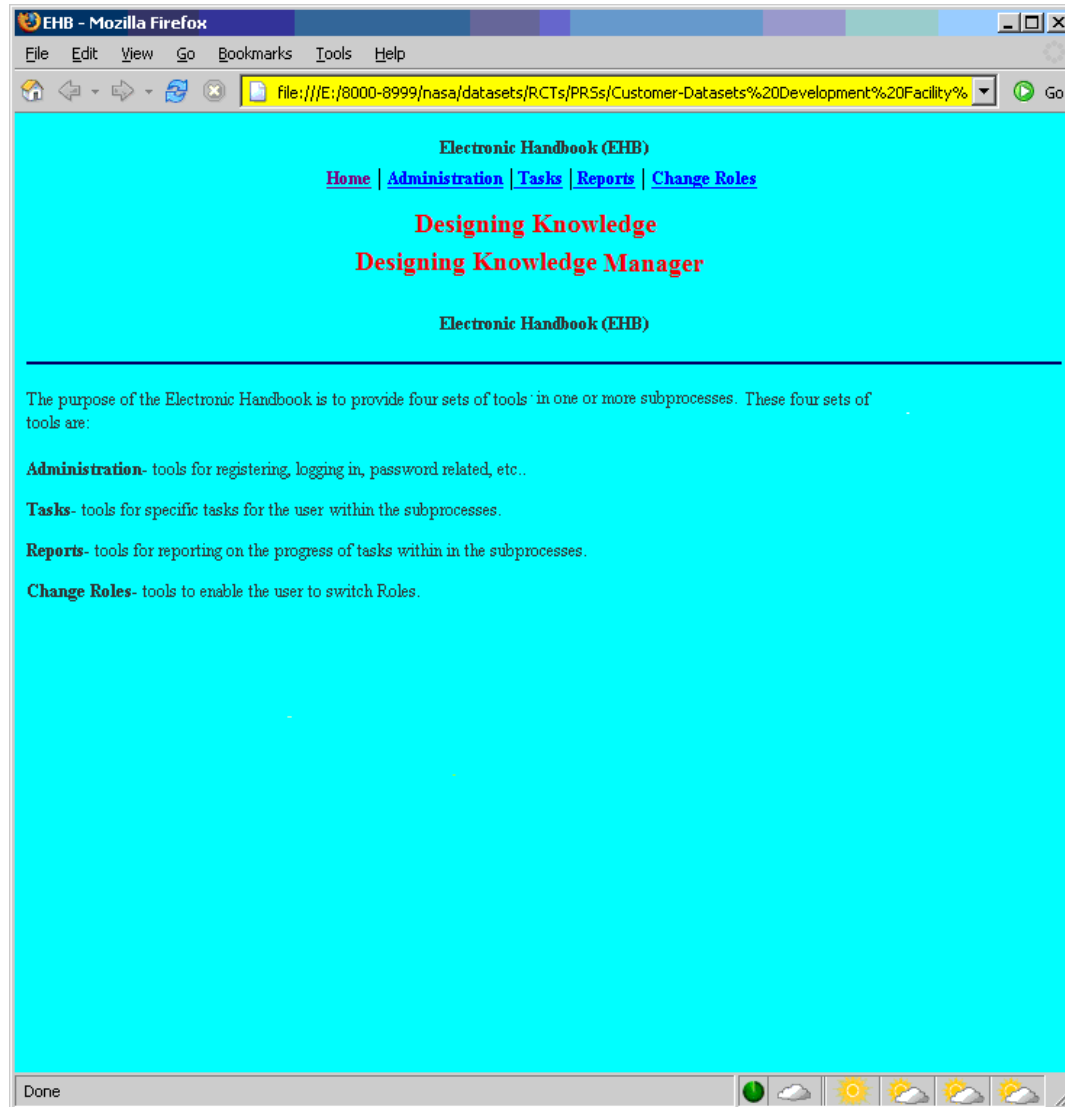 EHB - Mozilla Firefox
File Edit View Go Bookmarks Tools Help
file:///E:/8000-8999/nasa/datasets/RCTs/PRSs/Customer-Datasets%20Development%20Facility% Go
Electronic Handbook (EHB)
Home | Administration | Tasks | Reports | Change Roles
Designing Knowledge
Designing Knowledge Manager
Electronic Handbook (EHB)
The purpose of the Electronic Handbook is to provide four sets of tools in one or more subprocesses. These four sets of
tools are:
Administration- tools for registering, logging in, password related, etc..
Tasks- tools for specific tasks for the user within the subprocesses.
Reports- tools for reporting on the progress of tasks within in the subprocesses.
Change Roles- tools to enable the user to switch Roles.
Done